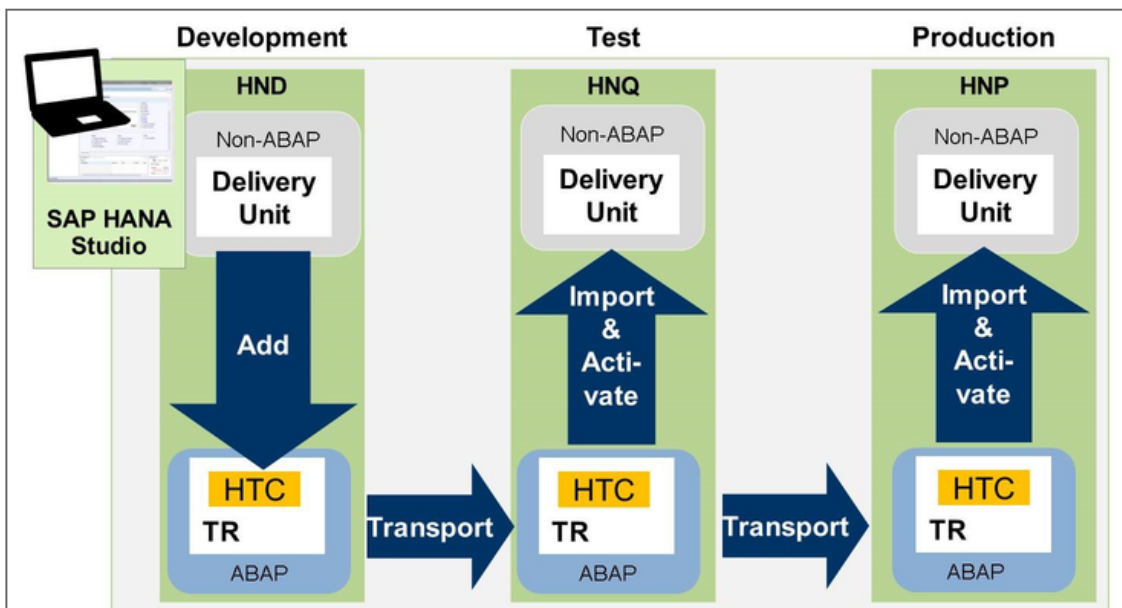 Development
Test
Production
SAP HANA
Studio
HND
Non-ABAP
Delivery
Unit
Add
HTC
TR
ABAP
Transport
HNQ
Non-ABAP
Delivery
Unit
Import
&
Acti-
vate
HTC
TR
ABAP
Transport
HNP
Non-ABAP
Delivery
Unit
Import
&
Acti-
vate
HTC
TR
ABAP